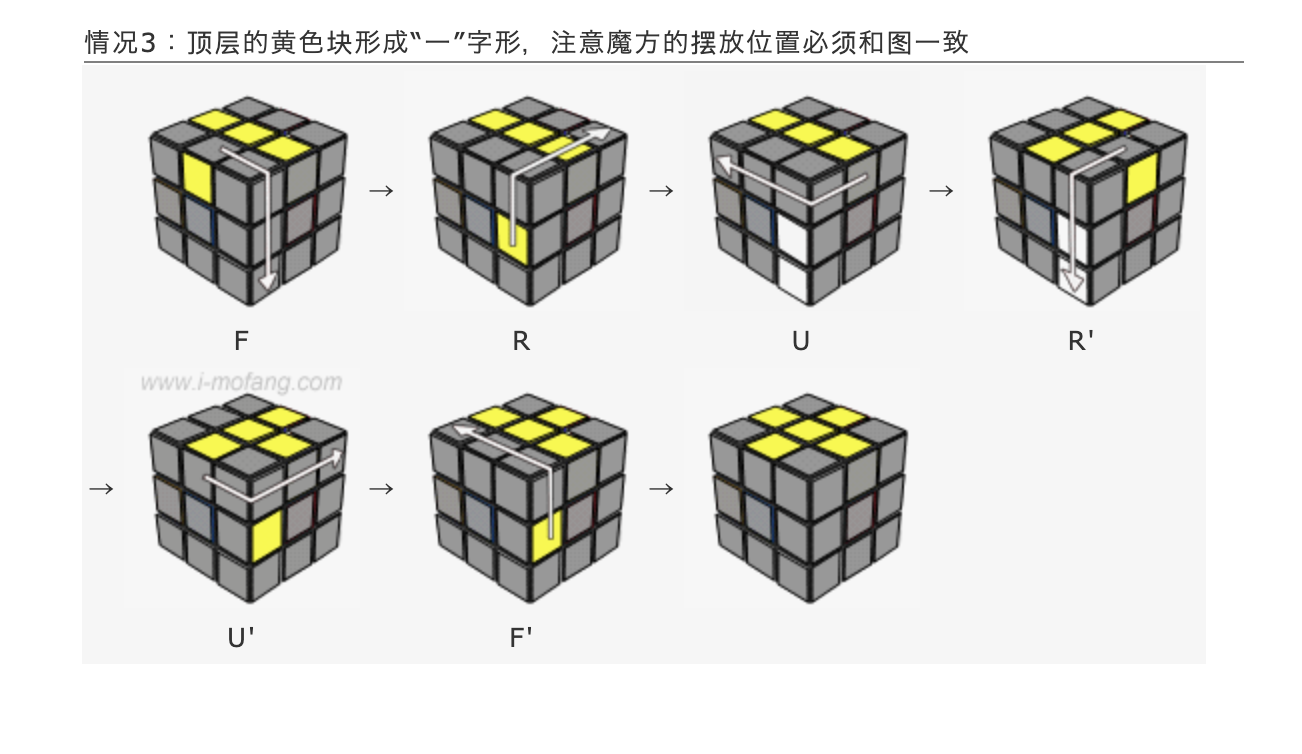 情况3：顶层的黄色块形成“一”字形，注意魔方的摆放位置必须和图一致
→ → →
F R U R'
www.i-mofang.com
→ → →
U' F'